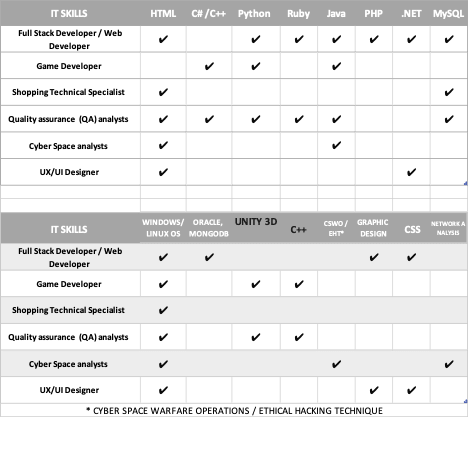 IT SKILLS HTML C# /C++ Python Ruby Java PHP .NET MySQL
Full Stack Developer / Web
Developer ✔ ✔ ✔ ✔ ✔ ✔ ✔
Game Developer ✔ ✔ ✔
Shopping Technical Specialist ✔ ✔
Quality assurance (QA) analysts ✔ ✔ ✔ ✔ ✔ ✔
Cyber Space analysts ✔ ✔
UX/UI Designer ✔ ✔
IT SKILLS WINDOWS/ LINUX OS ORACLE, MONGODB UNITY 3D C++ CSWO / EHT* GRAPHIC DESIGN CSS NETWORK A NALYSIS
Full Stack Developer / Web
Developer ✔ ✔ ✔ ✔
Game Developer ✔ ✔ ✔
Shopping Technical Specialist ✔
Quality assurance (QA) analysts ✔ ✔ ✔
Cyber Space analysts ✔ ✔ ✔
UX/UI Designer ✔ ✔ ✔
* CYBER SPACE WARFARE OPERATIONS / ETHICAL HACKING TECHNIQUE